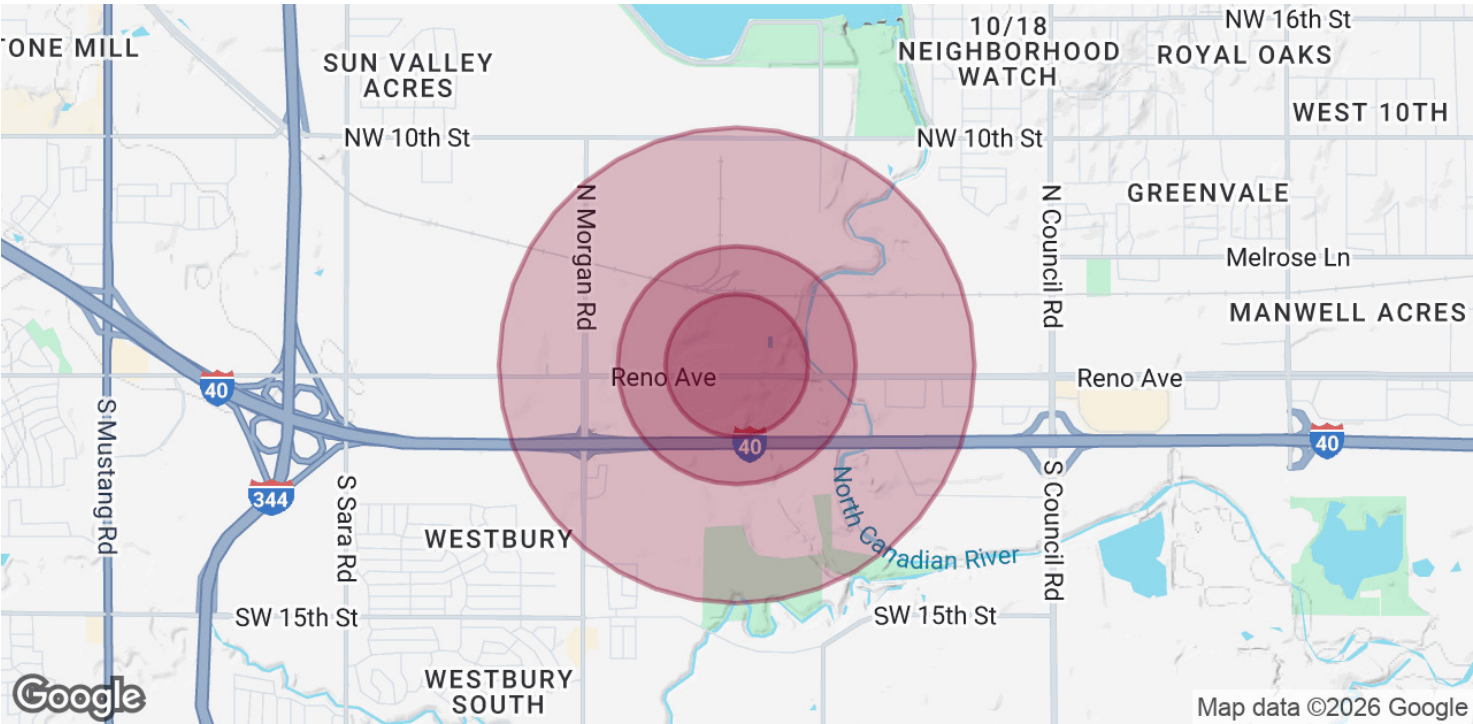 NW 16th St
10/18
NEIGHBORHOOD
WATCH
TONE MILL
ROYAL OAKS
SUN VALLEY
ACRES
WEST 10TH
NW 10th St
NW 10th St
N Morgan Rd
N Council Rd
GREENVALE
Melrose Ln
MANWELL ACRES
Reno Ave
Reno Ave
40
40
40
S Mustang Rd
344
S Sara Rd
S Council Rd
North Canadian River
WESTBURY
SW 15th St
SW 15th St
WESTBURY
SOUTH
Google
Map data ©2026 Google